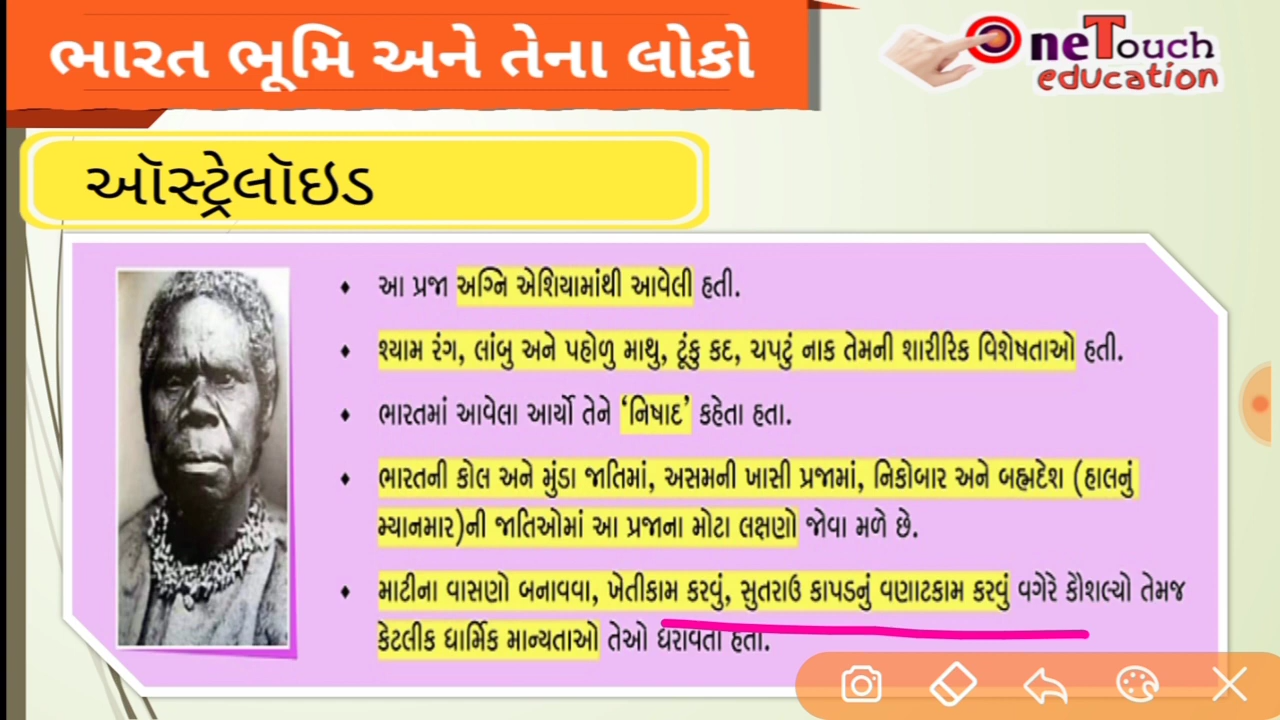 ભારત ભૂમિ અને તેના લોકો
OneTouch
education
ઑસ્ટ્રેલૉઇડ
આ પ્રજા અગ્નિ એશિયામાંથી આવેલી હતી.
શ્યામ રંગ, લાંબુ અને પહોળુ માથુ, ટૂંકુ કદ, ચપટું નાક તેમની શારીરિક વિશેષતાઓ હતી.
ભારતમાં આવેલા આર્યો તેને ‘નિષાદ’ કહેતા હતા.
ભારતની કોલ અને મુંડા જાતિમાં, અસમની ખાસી પ્રજામાં, નિકોબાર અને બહ્મદેશ (હાલનું
મ્યાનમાર)ની જાતિઓમાં આ પ્રજાના મોટા લક્ષણો જોવા મળે છે.
માટીના વાસણો બનાવવા, ખેતીકામ કરવું, સુતરાઉ કાપડનું વણાટકામ કરવું વગેરે કૌશલ્યો તેમજ
કેટલીક ધાર્મિક માન્યતાઓ તેઓ ધરાવતા હતા.